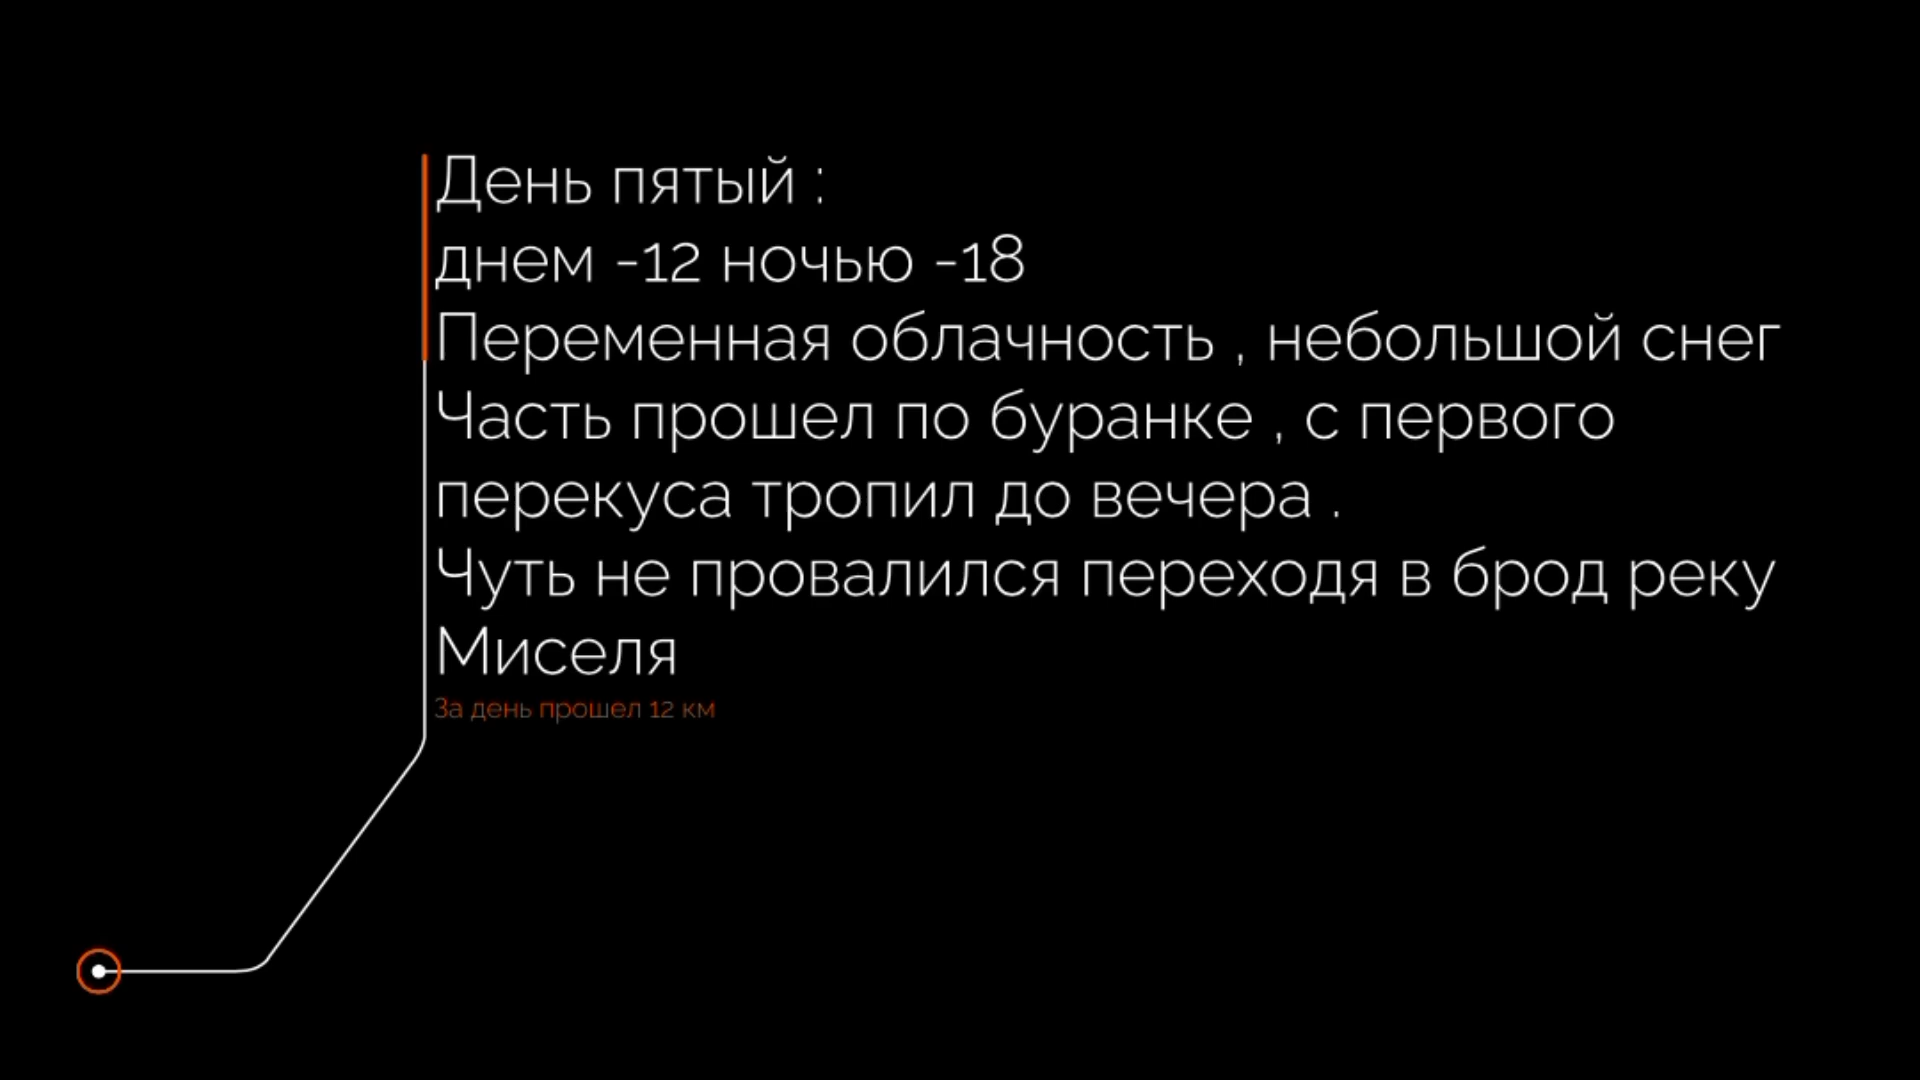 День пятый :
днем -12 ночью -18
Переменная облачность , небольшой снег
Часть прошел по буранке , с первого
перекуса тропил до вечера .
Чуть не провалился переходя в брод реку
Миселя
За день прошел 12 км